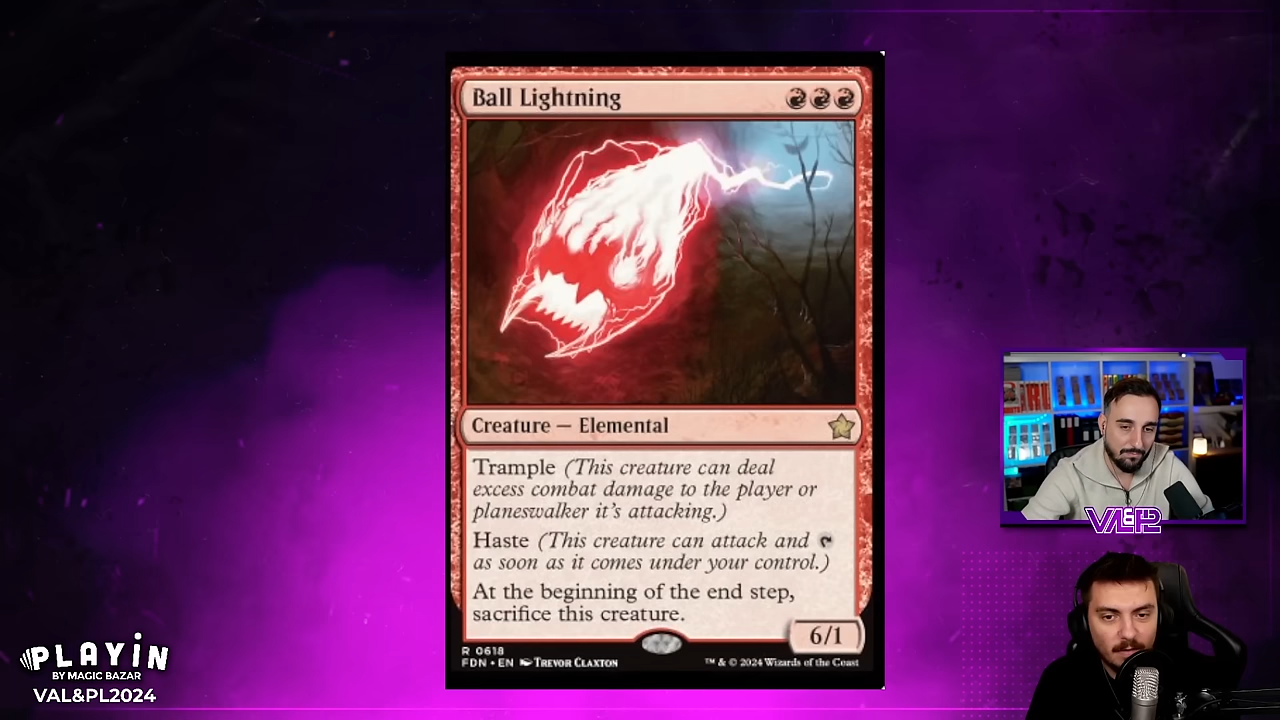 Ball Lightning
Creature — Elemental
Trample (This creature can deal
excess combat damage to the player or
planeswalker it's attacking.)
Haste (This creature can attack and
as soon as it comes under your control.)
At the beginning of the end step,
sacrifice this creature.
6/1
R 0618
FDN • EN TREVOR CLAXTON
™ & © 2024 Wizards of the Coast
VAL&PL
PLAYIN
BY MAGIC BAZAR
VAL&PL2024